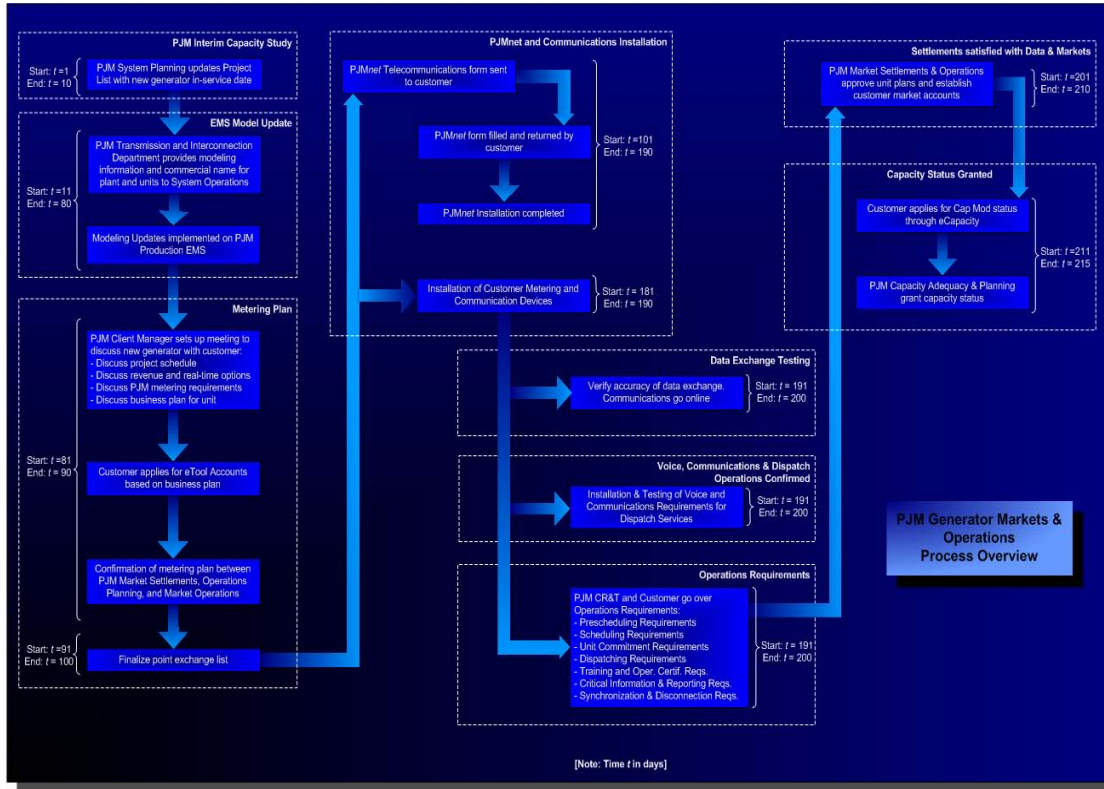 PJM Interim Capacity Study
Start: t =1
End: t = 10
PJM System Planning updates Project
List with new generator in-service date
EMS Model Update
Start: t =11
End: t = 80
PJM Transmission and Interconnection
Department provides modeling
information and commercial name for
plant and units to System Operations
Modeling Updates implemented on PJM
Production EMS
Metering Plan
PJM Client Manager sets up meeting to
discuss new generator with customer:
- Discuss project schedule
- Discuss revenue and real-time options
- Discuss PJM metering requirements
- Discuss business plan for unit
Start: t =81
End: t = 90
Customer applies for eTool Accounts
based on business plan
Confirmation of metering plan between
PJM Market Settlements, Operations
Planning, and Market Operations
Start: t =91
End: t = 100
Finalize point exchange list
PJMnet and Communications Installation
PJMnet Telecommunications form sent
to customer
PJMnet form filled and returned by
customer
Start: t =101
End: t = 190
PJMnet Installation completed
Installation of Customer Metering and
Communication Devices
Start: t = 181
End: t = 190
Data Exchange Testing
Verify accuracy of data exchange.
Communications go online
Start: t = 191
End: t = 200
Voice, Communications & Dispatch
Operations Confirmed
Installation & Testing of Voice and
Communications Requirements for
Dispatch Services
Start: t = 191
End: t = 200
Operations Requirements
PJM CR&T and Customer go over
Operations Requirements:
- Prescheduling Requirements
- Scheduling Requirements
- Unit Commitment Requirements
- Dispatching Requirements
- Training and Oper. Certif. Reqs.
- Critical Information & Reporting Reqs.
- Synchronization & Disconnection Reqs.
Start: t = 191
End: t = 200
Settlements satisfied with Data & Markets
PJM Market Settlements & Operations
approve unit plans and establish
customer market accounts
Start: t =201
End: t = 210
Capacity Status Granted
Customer applies for Cap Mod status
through eCapacity
Start: t =211
End: t = 215
PJM Capacity Adequacy & Planning
grant capacity status
PJM Generator Markets &
Operations
Process Overview
[Note: Time t in days]